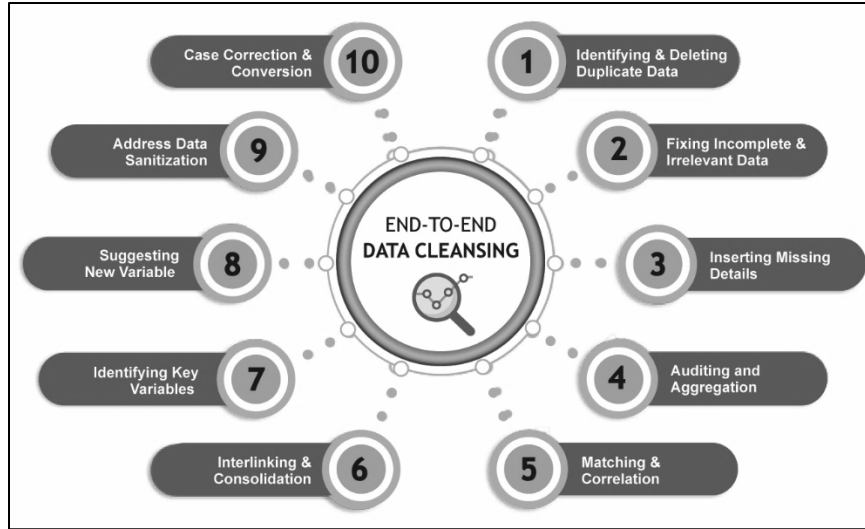 END-TO-END
DATA CLEANSING
1
Identifying & Deleting
Duplicate Data
2
Fixing Incomplete &
Irrelevant Data
3
Inserting Missing
Details
4
Auditing and
Aggregation
5
Matching &
Correlation
6
Interlinking &
Consolidation
7
Identifying Key
Variables
8
Suggesting
New Variable
9
Address Data
Sanitization
10
Case Correction &
Conversion